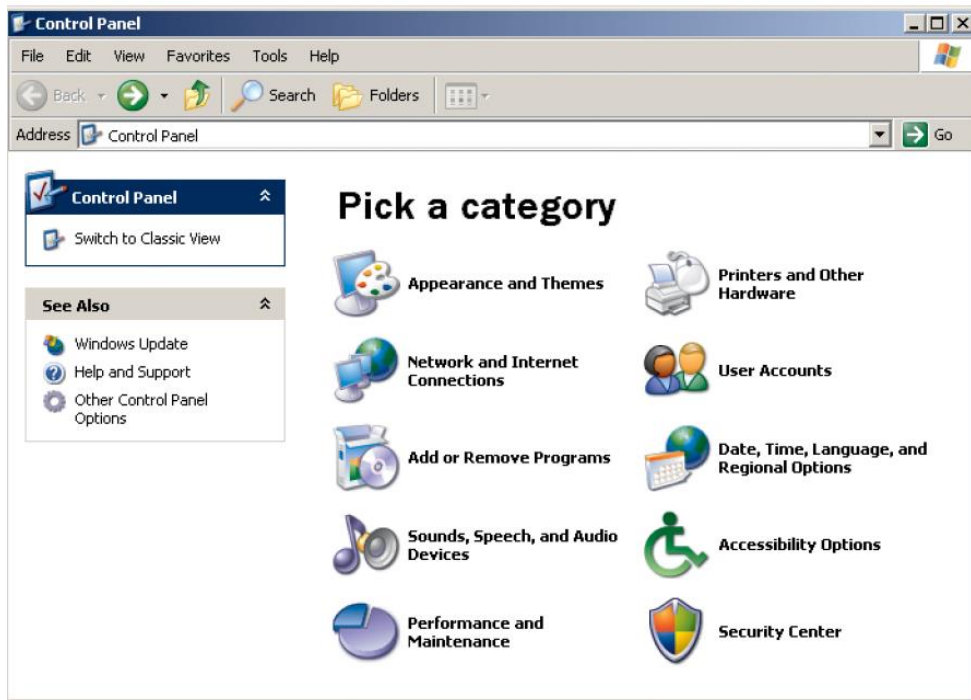 Control Panel
File Edit View Favorites Tools Help
Back Search Folders
Address Control Panel Go
Control Panel
Switch to Classic View
See Also
Windows Update
Help and Support
Other Control Panel
Options
Pick a category
Appearance and Themes
Printers and Other
Hardware
Network and Internet
Connections
User Accounts
Add or Remove Programs
Date, Time, Language, and
Regional Options
Sounds, Speech, and Audio
Devices
Accessibility Options
Performance and
Maintenance
Security Center